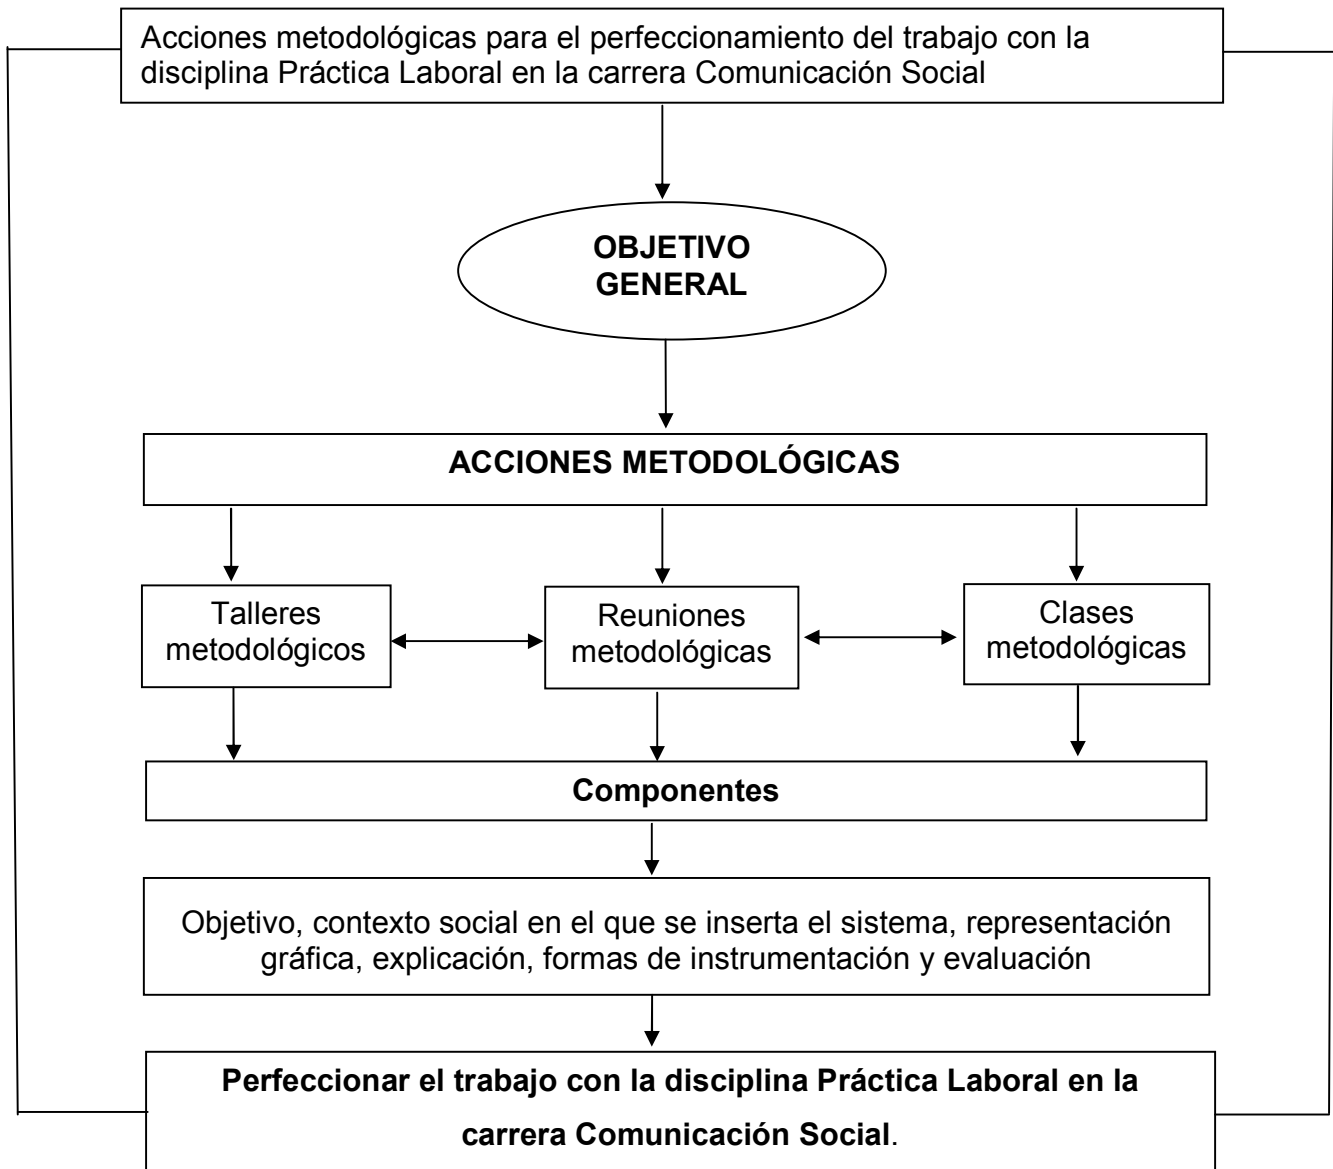 Acciones metodológicas para el perfeccionamiento del trabajo con la
disciplina Práctica Laboral en la carrera Comunicación Social
OBJETIVO
GENERAL
ACCIONES METODOLÓGICAS
Talleres
metodológicos
Reuniones
metodológicas
Clases
metodológicas
Componentes
Objetivo, contexto social en el que se inserta el sistema, representación
gráfica, explicación, formas de instrumentación y evaluación
Perfeccionar el trabajo con la disciplina Práctica Laboral en la
carrera Comunicación Social.